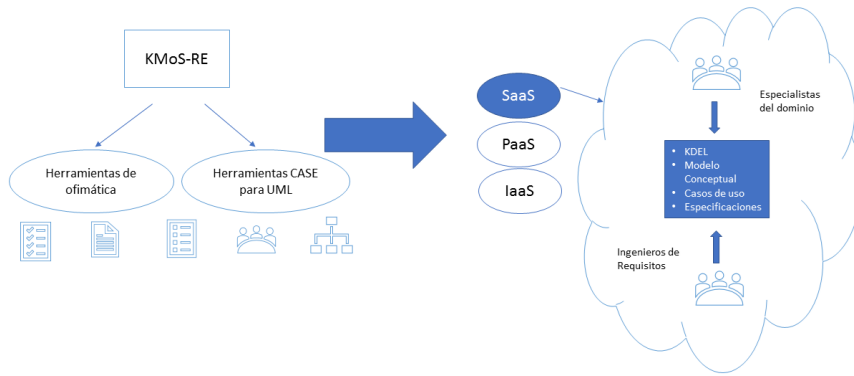 KMoS-RE
Herramientas de
ofimática
Herramientas CASE
para UML
SaaS
PaaS
IaaS
Especialistas
del dominio
• KDEL
• Modelo
Conceptual
• Casos de uso
• Especificaciones
Ingenieros de
Requisitos